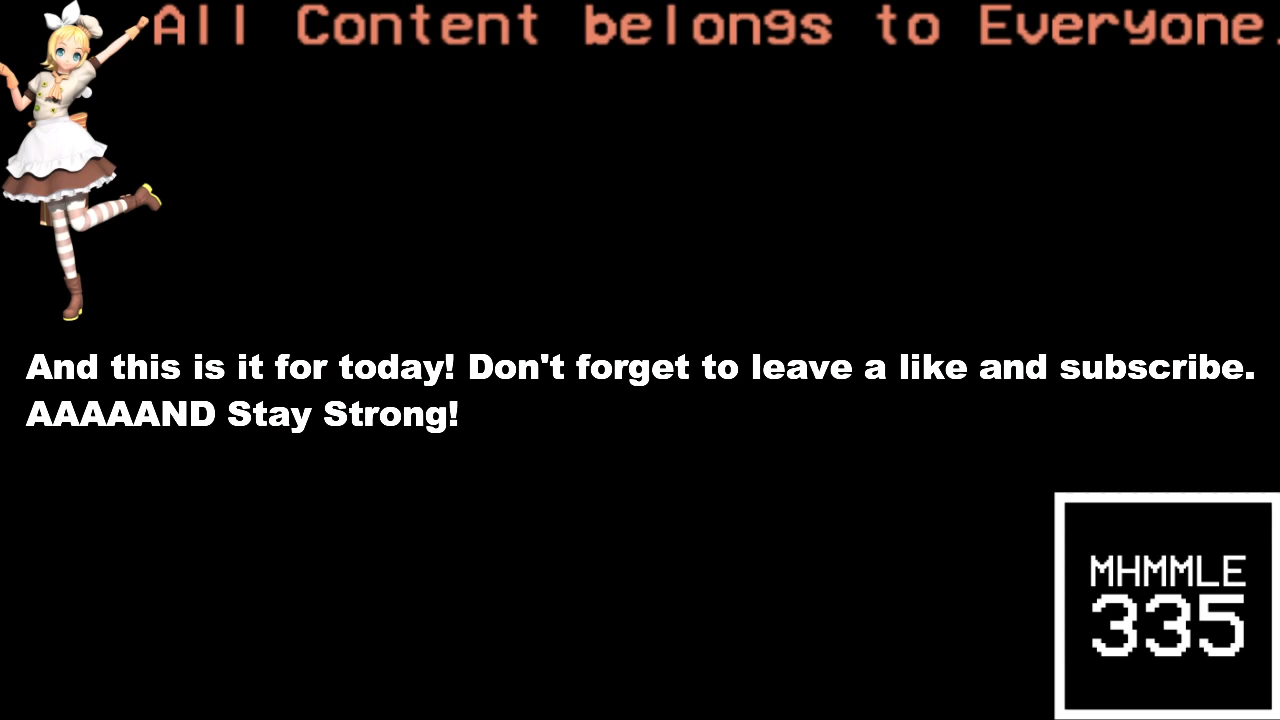 All Content belongs to Everyone.
And this is it for today! Don't forget to leave a like and subscribe.
AAAAAND Stay Strong!
MHMMLE
335